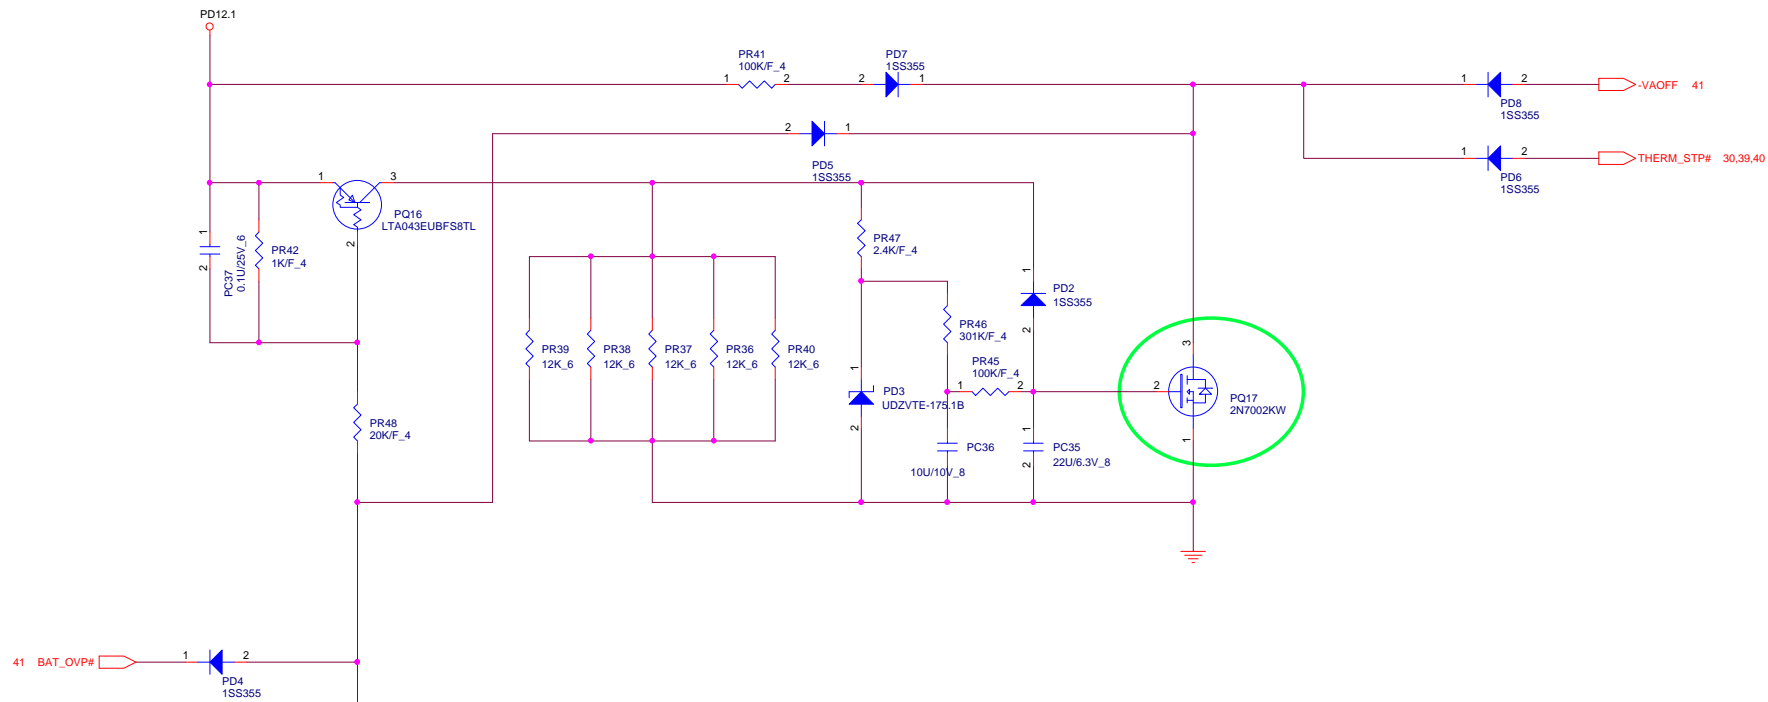 PD12.1
PR41
100K/F_4
1
2
PD7
1SS355
2
1
1
2
PD8
1SS355
-VAOFF 41
2
1
PD5
1SS355
1
2
PD6
1SS355
THERM_STP# 30,39,40
1
3
2
PQ16
LTA043EUBFS8TL
1
2
PC37
0.1U/25V_6
PR42
1K/F_4
PR47
2.4K/F_4
1
2
PD2
1SS355
PR39
12K_6
PR38
12K_6
PR37
12K_6
PR36
12K_6
PR40
12K_6
PR46
301K/F_4
PR45
100K/F_4
1
2
1
2
PD3
UDZVTE-175.1B
3
2
1
PQ17
2N7002KW
PR48
20K/F_4
PC36
10U/10V_8
1
2
PC35
22U/6.3V_8
41 BAT_OVP#
1
2
PD4
1SS355